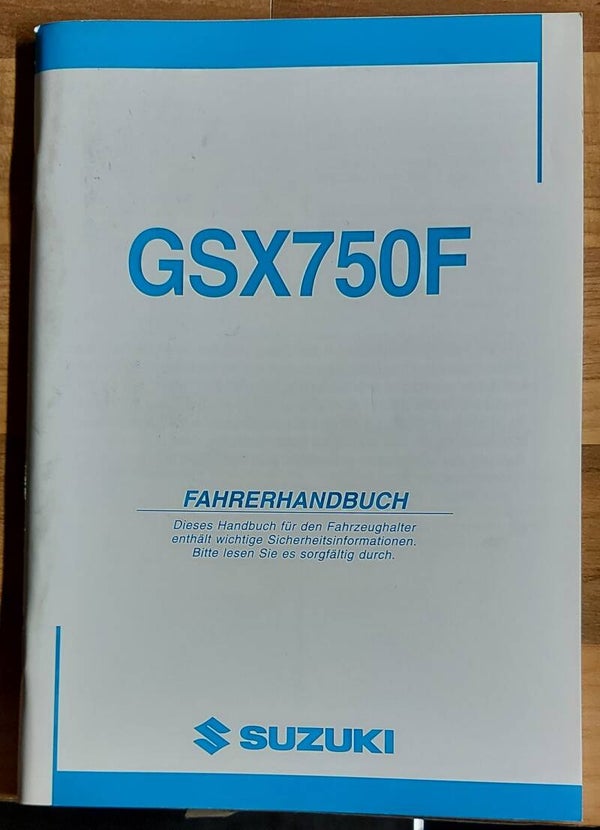 GSX750F
FAHRERHANDBUCH
Dieses Handbuch für den Fahrzeughalter
enthält wichtige Sicherheitsinformationen.
Bitte lesen Sie es sorgfältig durch.
SUZUKI